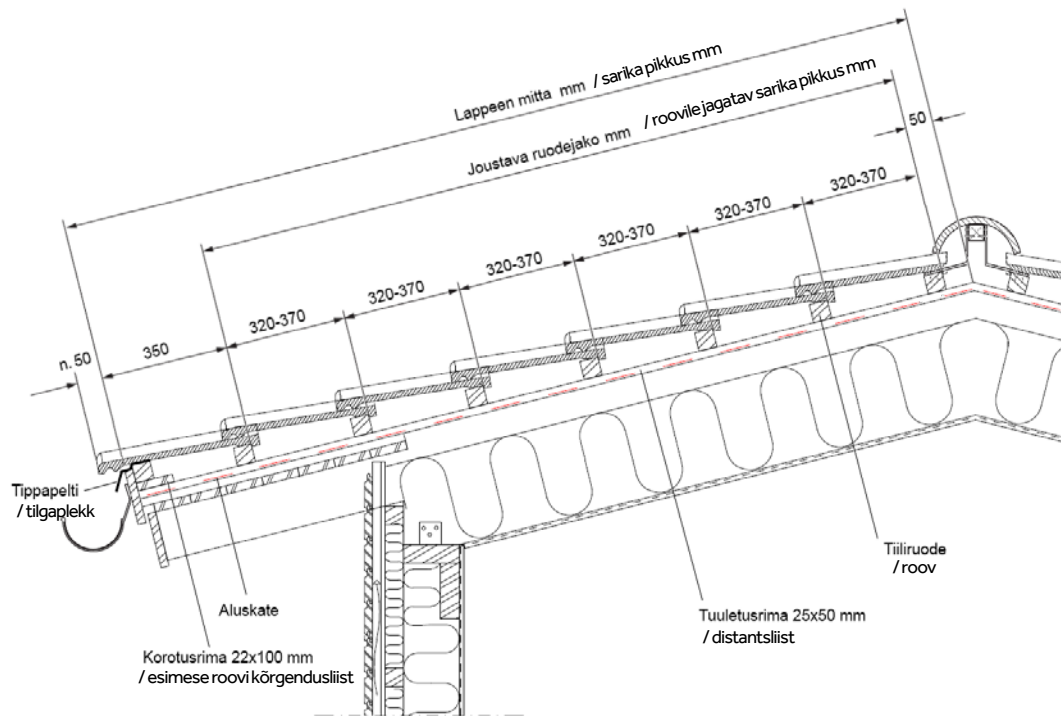 Lappeen mitta mm / sarika pikkus mm
Joustava ruodejako mm / roovile jagatav sarika pikkus mm
50
320-370
320-370
320-370
320-370
320-370
320-370
350
n. 50
Tippapelti
/ tilgaplekk
Tiiliruode
/ roov
Aluskate
Tuuletusrima 25x50 mm
/ distantsliist
Korotusrima 22x100 mm
/ esimese roovi kõrgendusliist